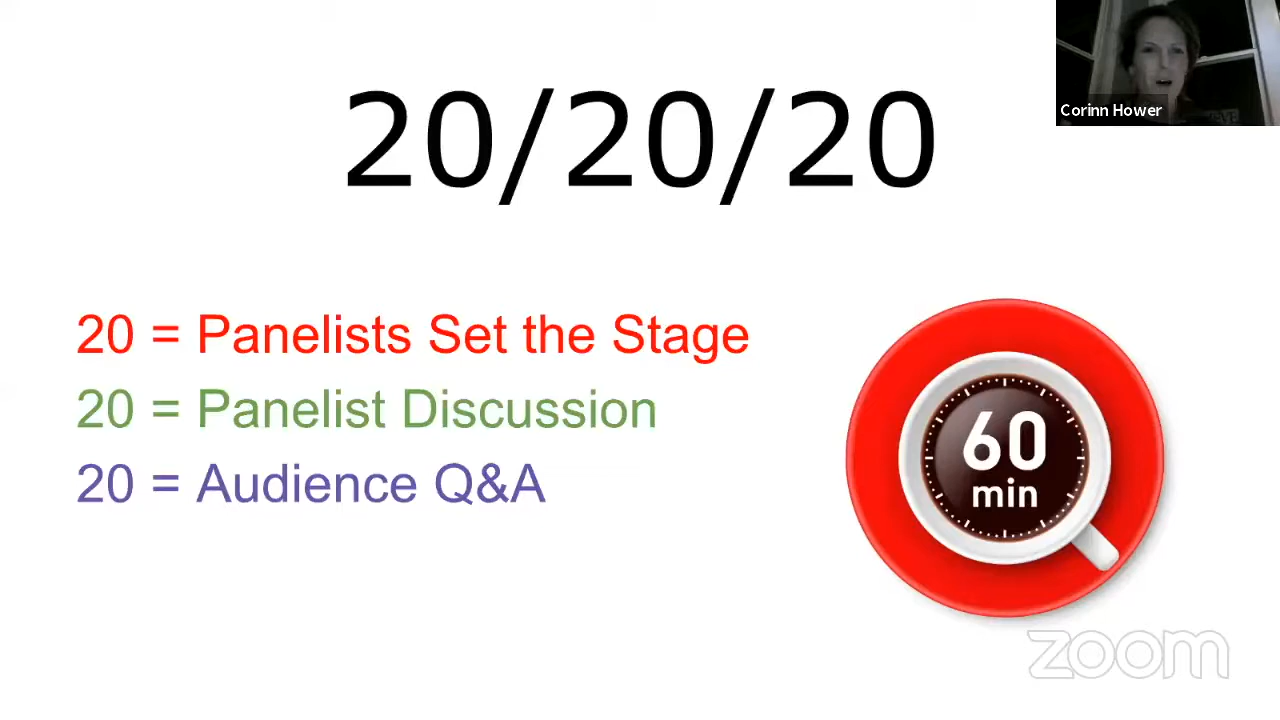 20/20/20
Corinn Hower
20 = Panelists Set the Stage
20 = Panelist Discussion
20 = Audience Q&A
60
min
zoom